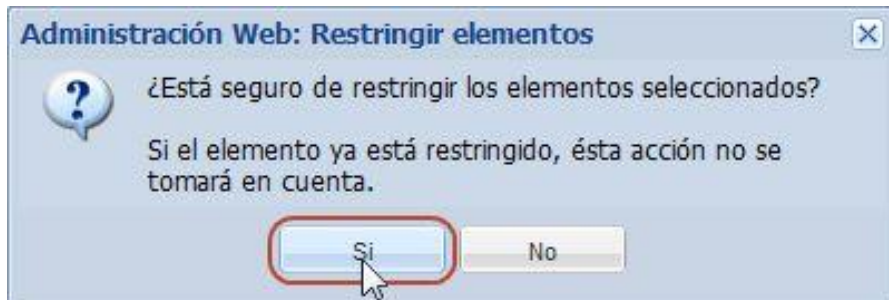 Administración Web: Restringir elementos
¿Está seguro de restringir los elementos seleccionados?
Si el elemento ya está restringido, ésta acción no se
tomará en cuenta.
Si
No